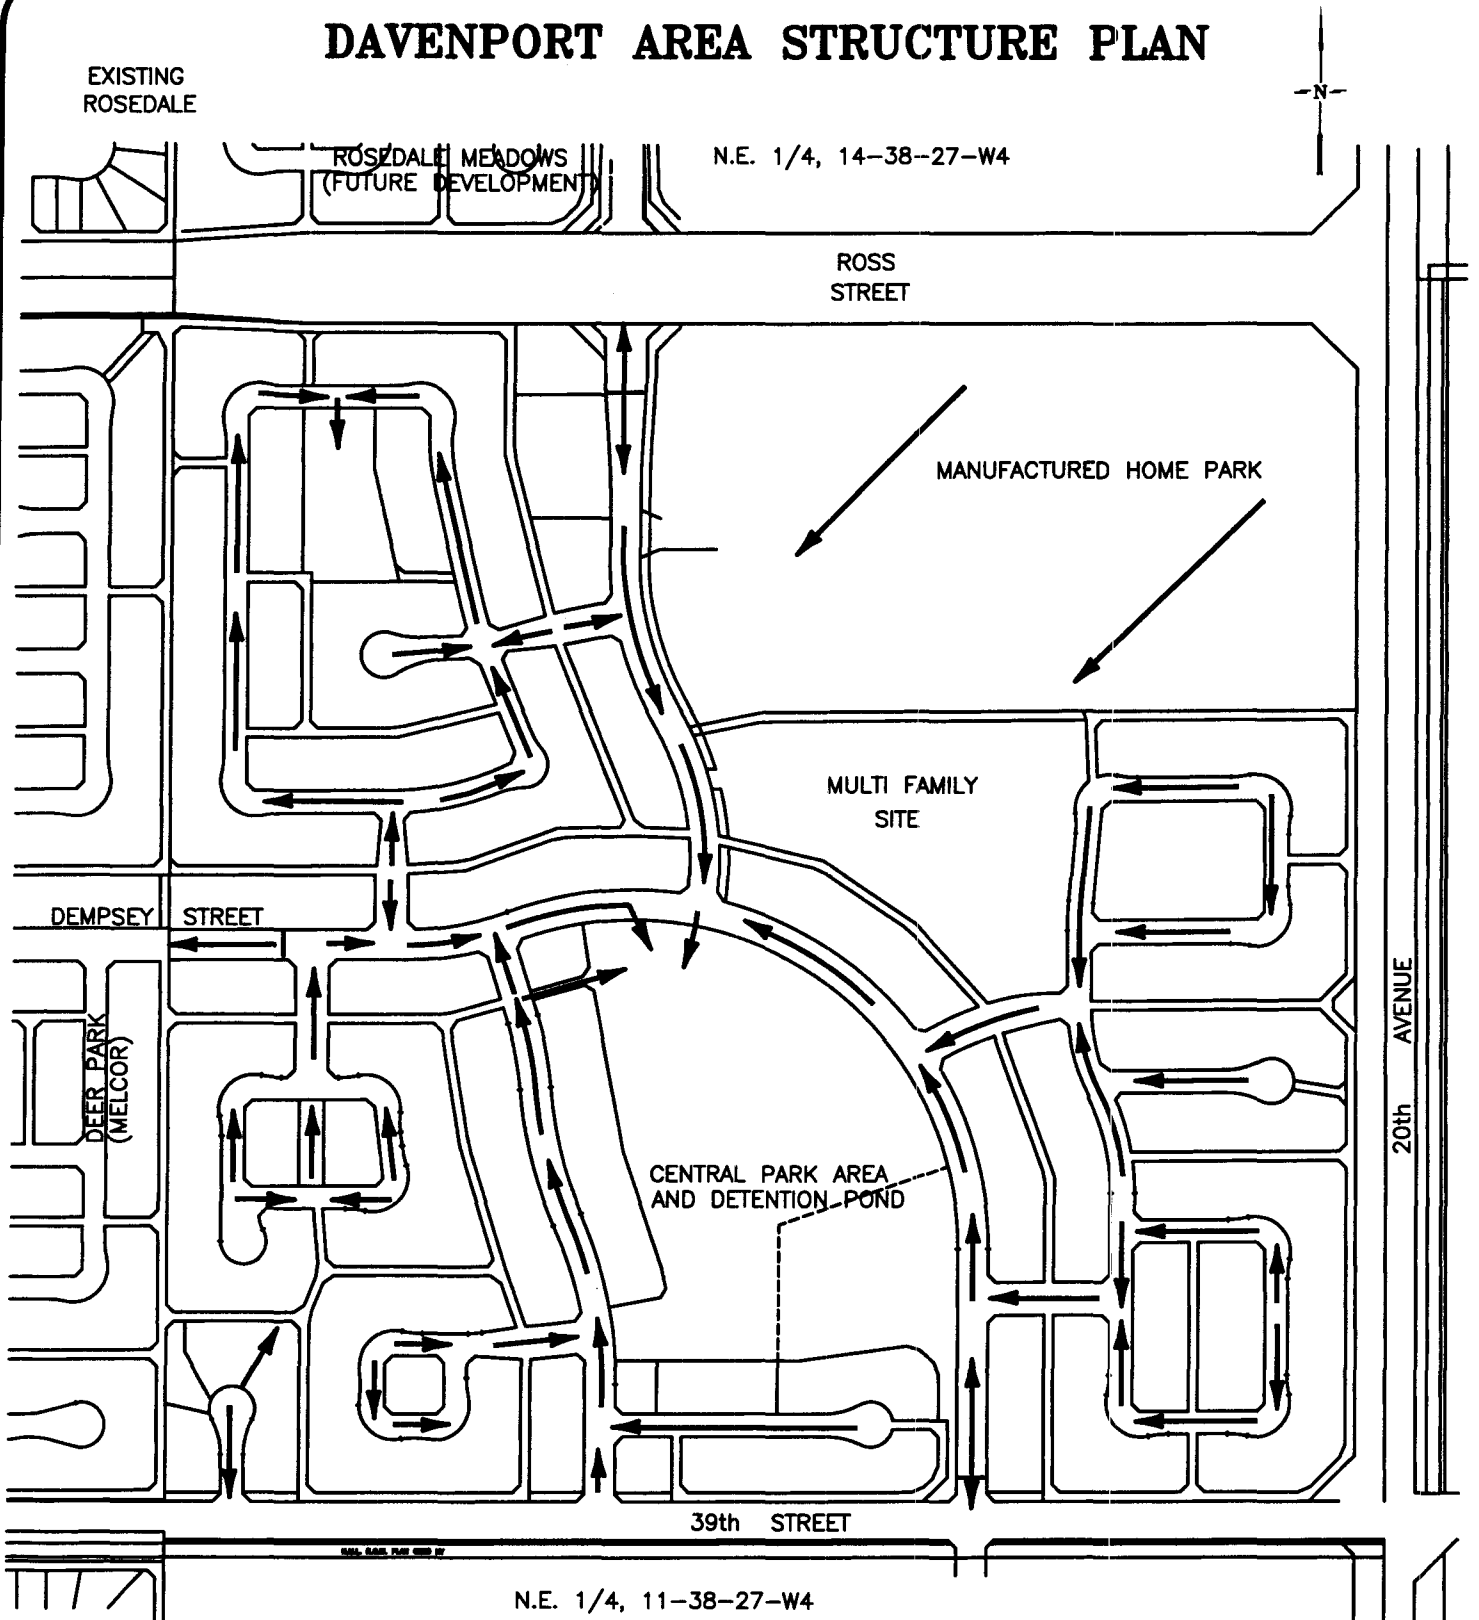 DAVENPORT AREA STRUCTURE PLAN
EXISTING
ROSEDALE
N
ROSEDALE MEADOWS
(FUTURE DEVELOPMENT)
N.E. 1/4, 14-38-27-W4
ROSS
STREET
MANUFACTURED HOME PARK
MULTI FAMILY
SITE
DEMPSEY STREET
20th AVENUE
DEER PARK
(MELCOR)
CENTRAL PARK AREA
AND DETENTION POND
39th STREET
N.E. 1/4, 11-38-27-W4